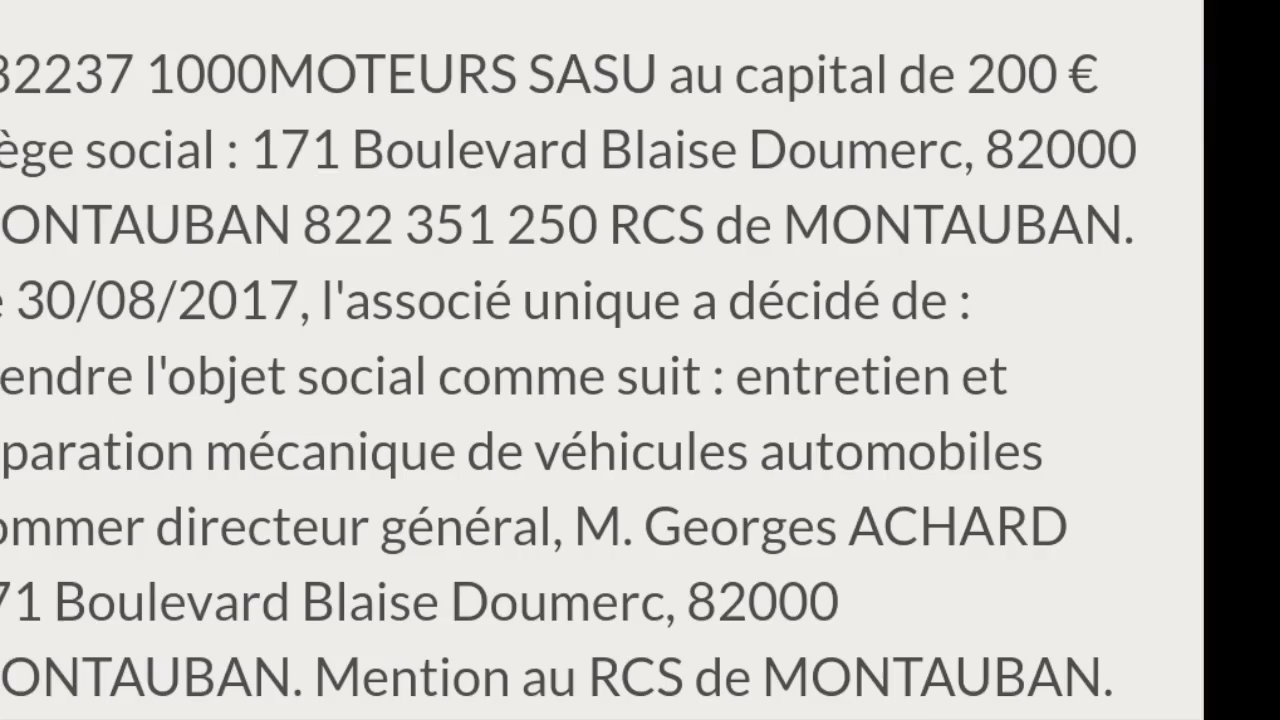 32237 1000MOTEURS SASU au capital de 200 €
ège social : 171 Boulevard Blaise Doumerc, 82000
ONTAUBAN 822 351 250 RCS de MONTAUBAN.
30/08/2017, l'associé unique a décidé de :
endre l'objet social comme suit : entretien et
paration mécanique de véhicules automobiles
ommer directeur général, M. Georges ACHARD
71 Boulevard Blaise Doumerc, 82000
ONTAUBAN. Mention au RCS de MONTAUBAN.